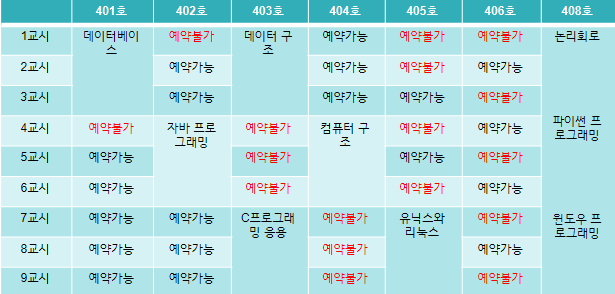 401호 402호 403호 404호 405호 406호 408호
1교시 데이터베이스 예약불가 데이터 구조 예약가능 예약불가 예약불가 논리회로
2교시 예약가능 예약가능 예약불가 예약가능
3교시 예약가능 예약가능 예약가능 예약불가
4교시 예약불가 자바 프로그래밍 예약불가 컴퓨터 구조 예약불가 예약가능 파이썬 프로그래밍
5교시 예약가능 예약불가 예약가능 예약불가
6교시 예약가능 예약불가 예약불가 예약가능
7교시 예약가능 예약가능 C프로그래밍 응용 예약불가 유닉스와 리눅스 예약불가 윈도우 프로그래밍
8교시 예약가능 예약가능 예약불가 예약가능
9교시 예약가능 예약가능 예약불가 예약불가